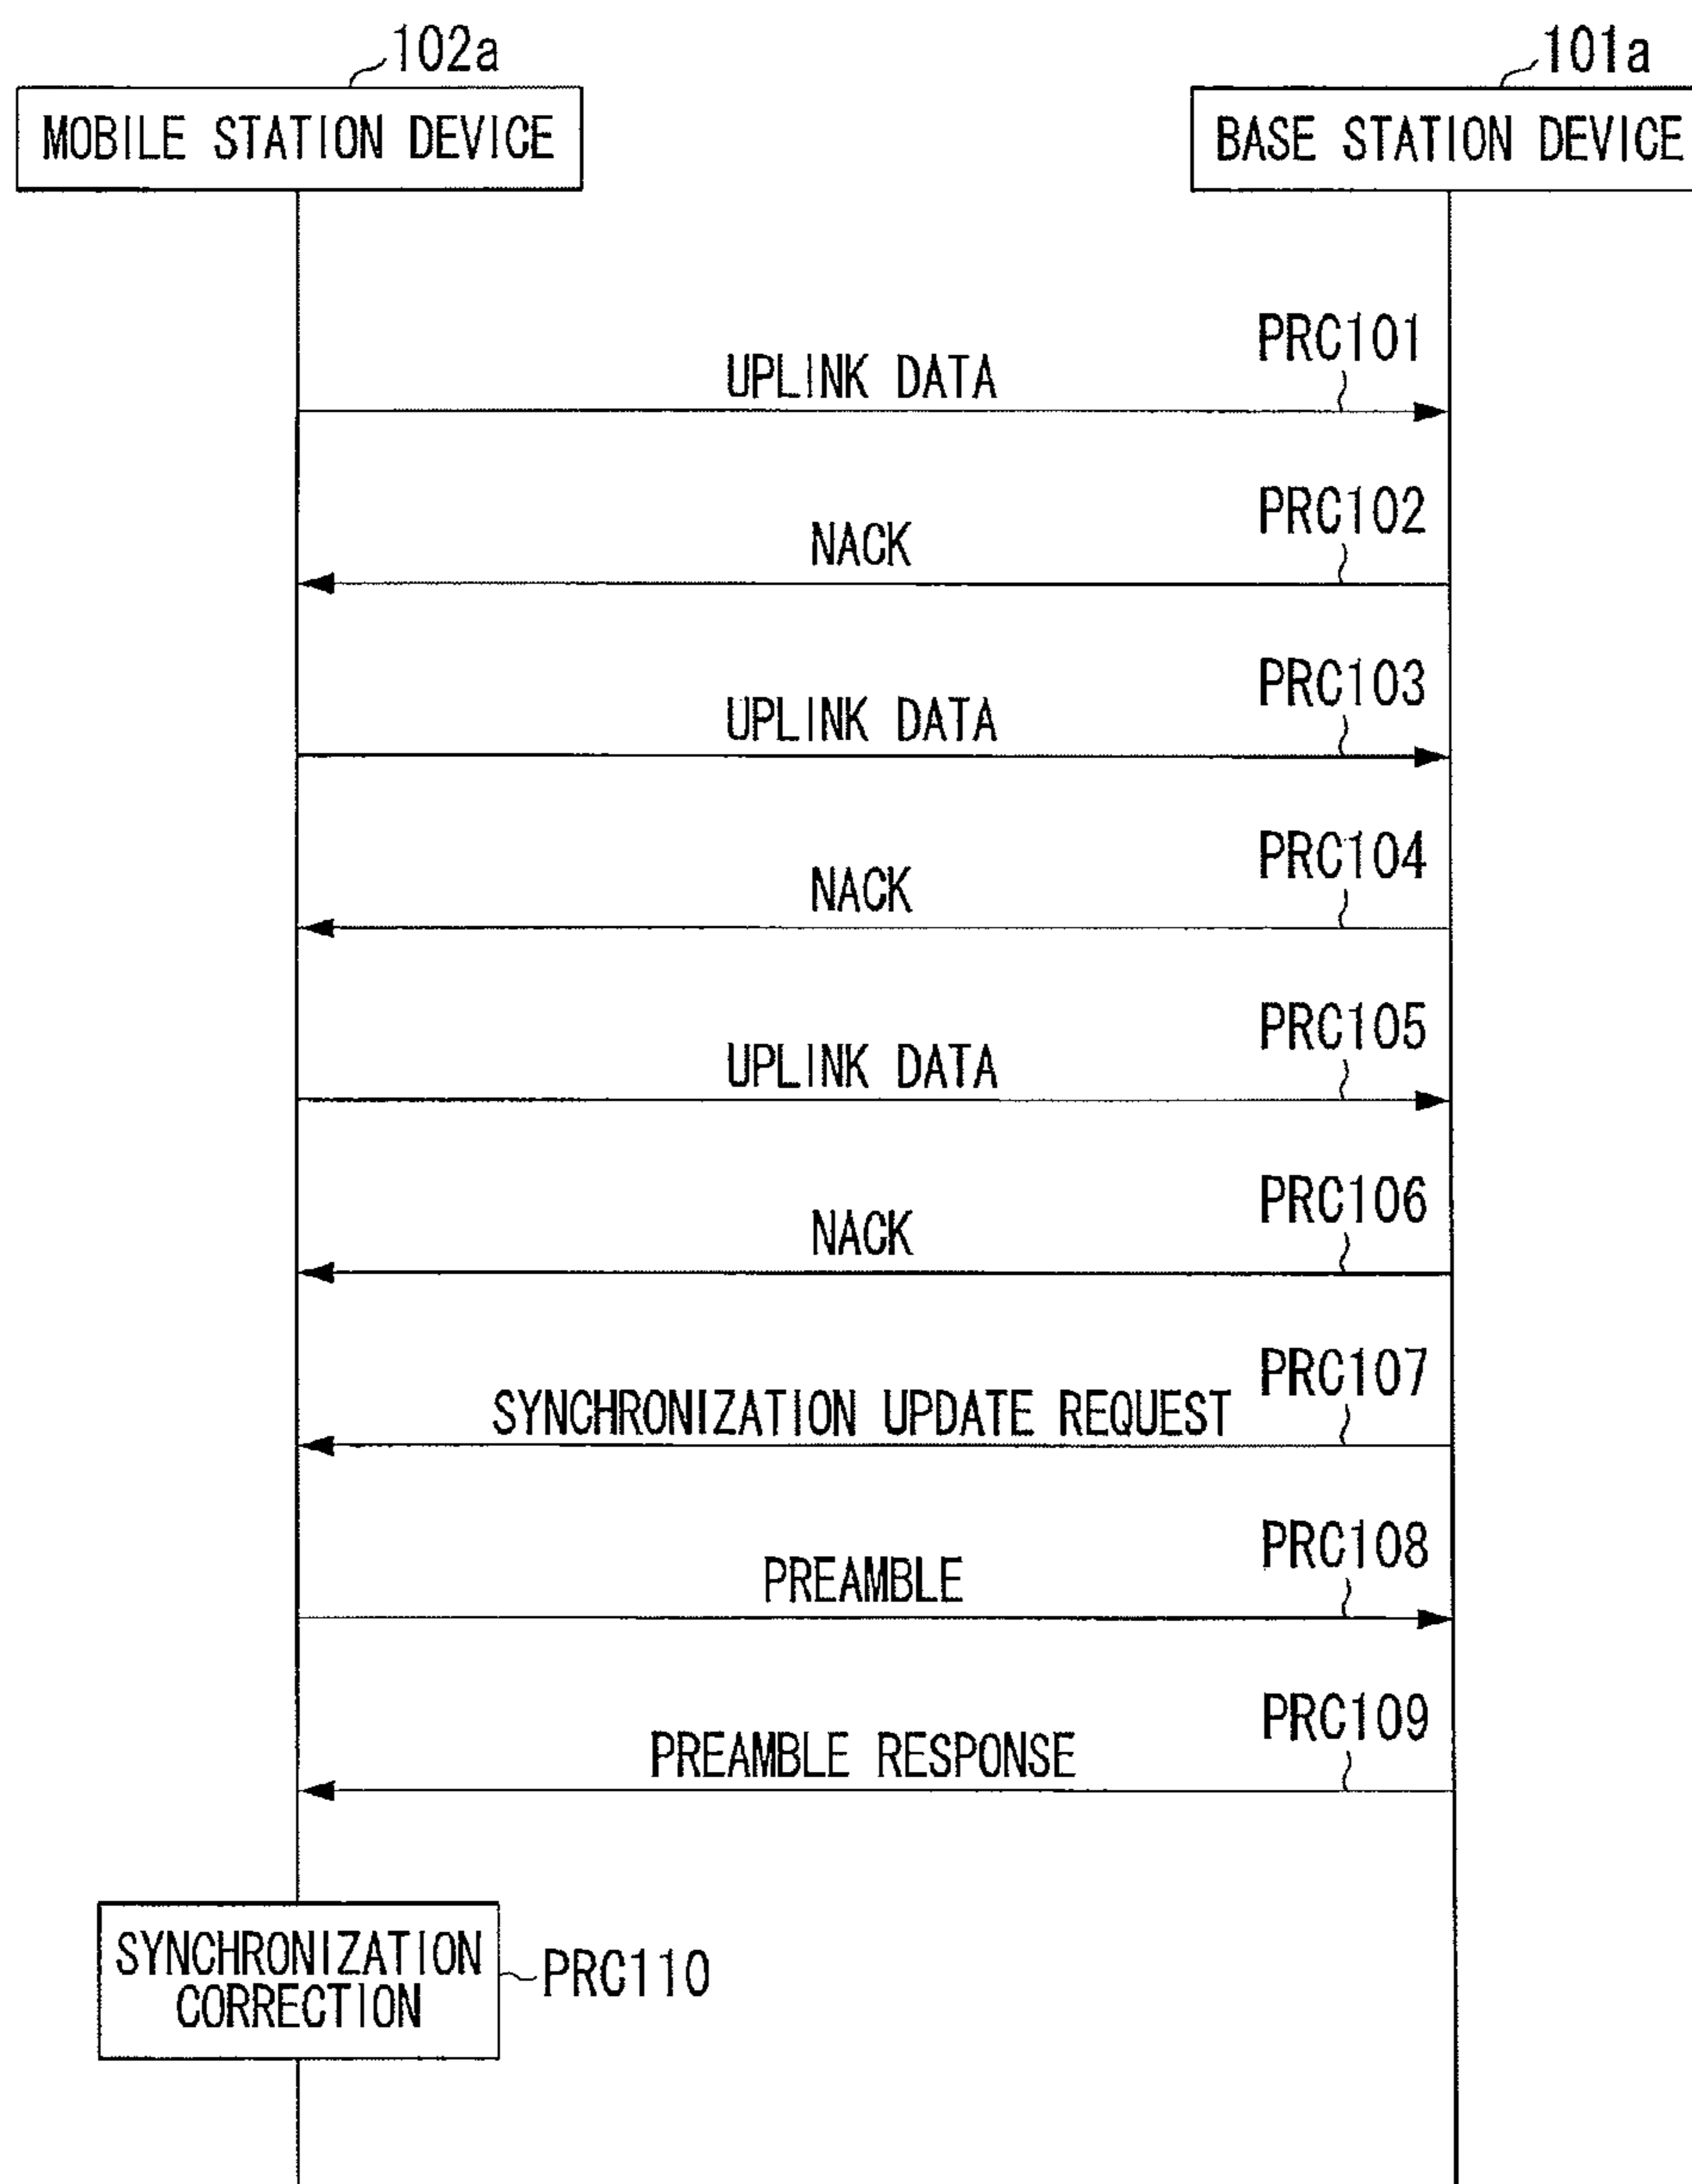 102a
101a
MOBILE STATION DEVICE
BASE STATION DEVICE
PRC101
UPLINK DATA
PRC102
NACK
PRC103
UPLINK DATA
PRC104
NACK
PRC105
UPLINK DATA
PRC106
NACK
PRC107
SYNCHRONIZATION UPDATE REQUEST
PRC108
PREAMBLE
PRC109
PREAMBLE RESPONSE
SYNCHRONIZATION
CORRECTION
PRC110